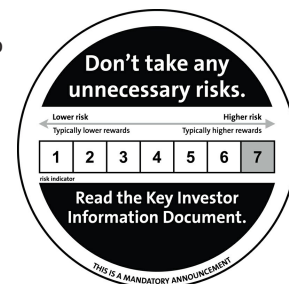 Don't take any
unnecessary risks.
Lower risk Higher risk
Typically lower rewards Typically higher rewards
1 2 3 4 5 6 7
risk indicator
Read the Key Investor
Information Document.
THIS IS A MANDATORY ANNOUNCEMENT